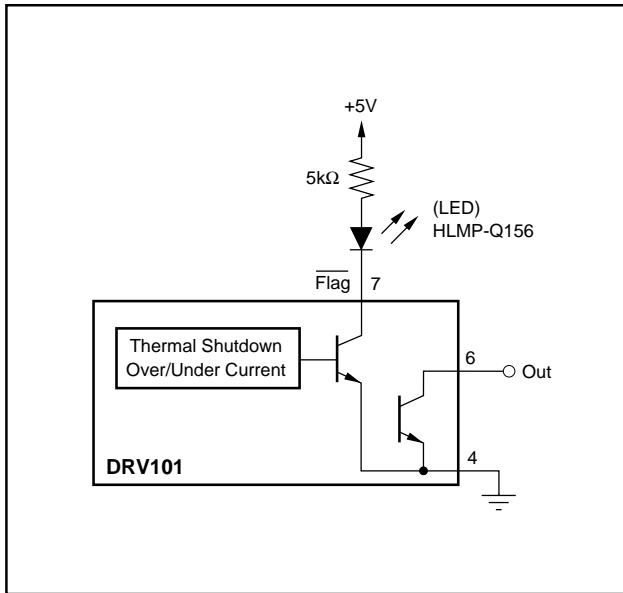 +5V
5kΩ
(LED)
HLMP-Q156
Flag
7
Thermal Shutdown
Over/Under Current
6
Out
DRV101
4